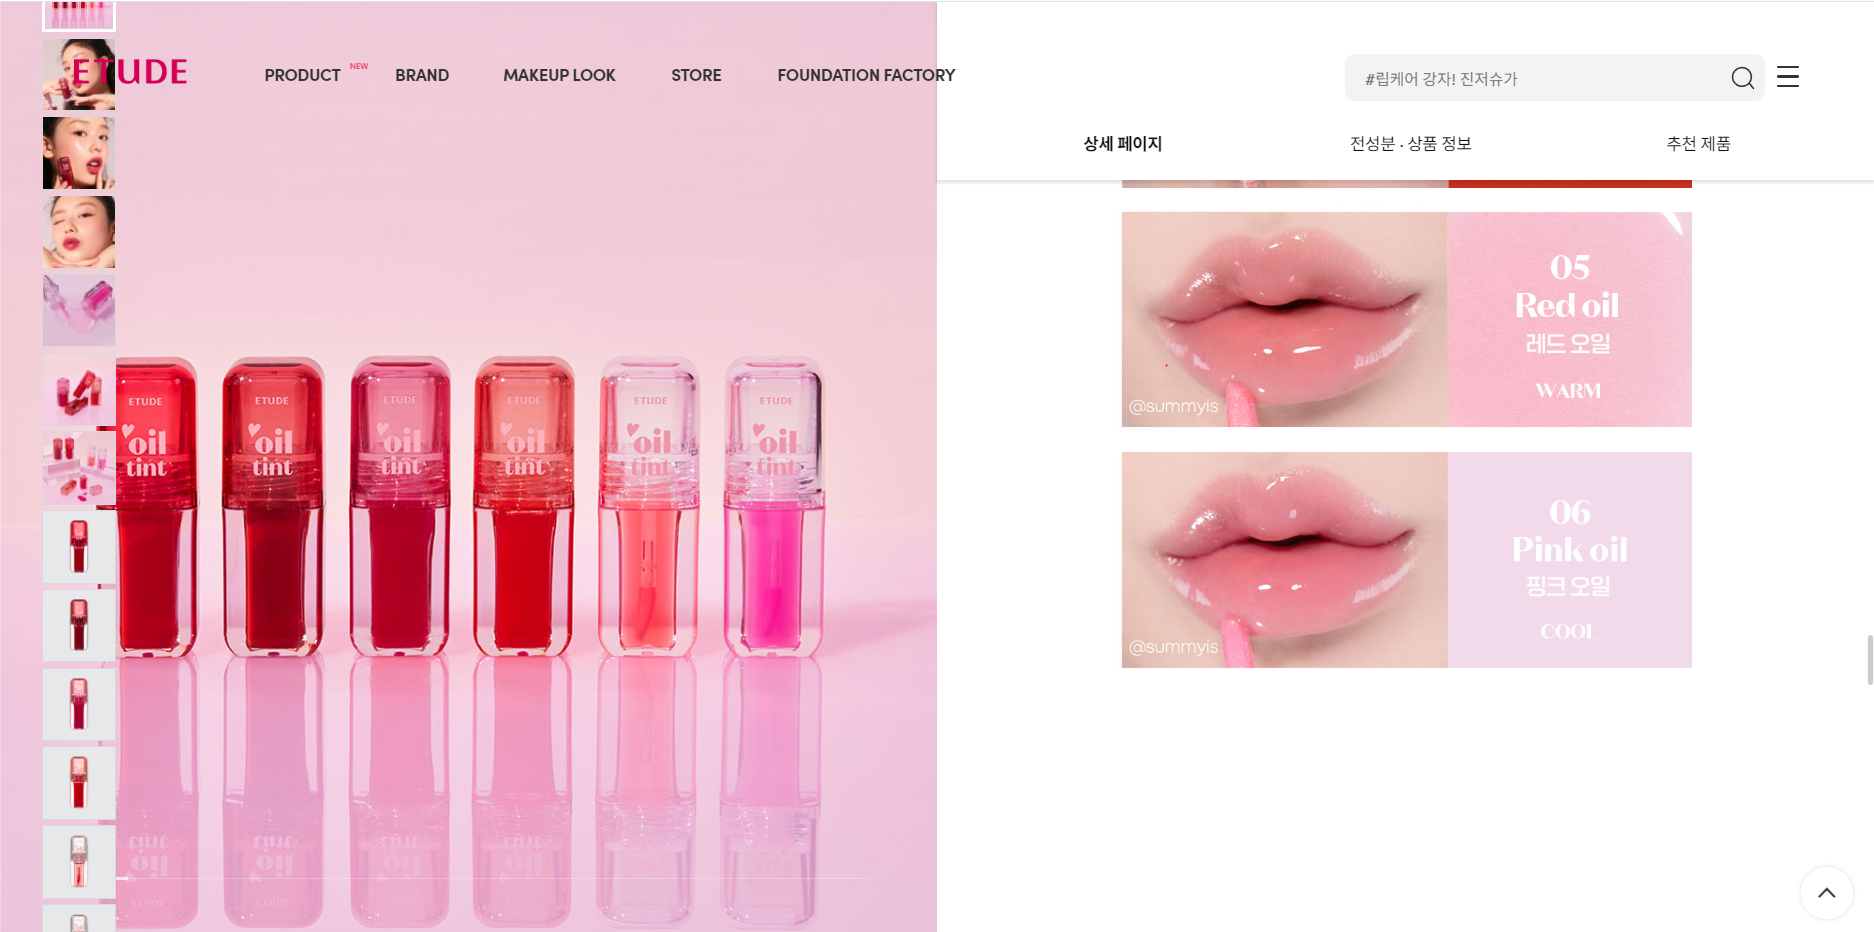 ETUDE
PRODUCT
NEW
BRAND
MAKEUP LOOK
STORE
FOUNDATION FACTORY
#립케어 강자! 진저슈가
상세 페이지
전성분 · 상품 정보
추천 제품
05
Red oil
레드 오일
WARM
@summyis
06
Pink oil
핑크 오일
COOL
@summyis
ETUDE
oil
tint
ETUDE
oil
tint
ETUDE
oil
tint
ETUDE
oil
tint
ETUDE
oil
tint
ETUDE
oil
tint